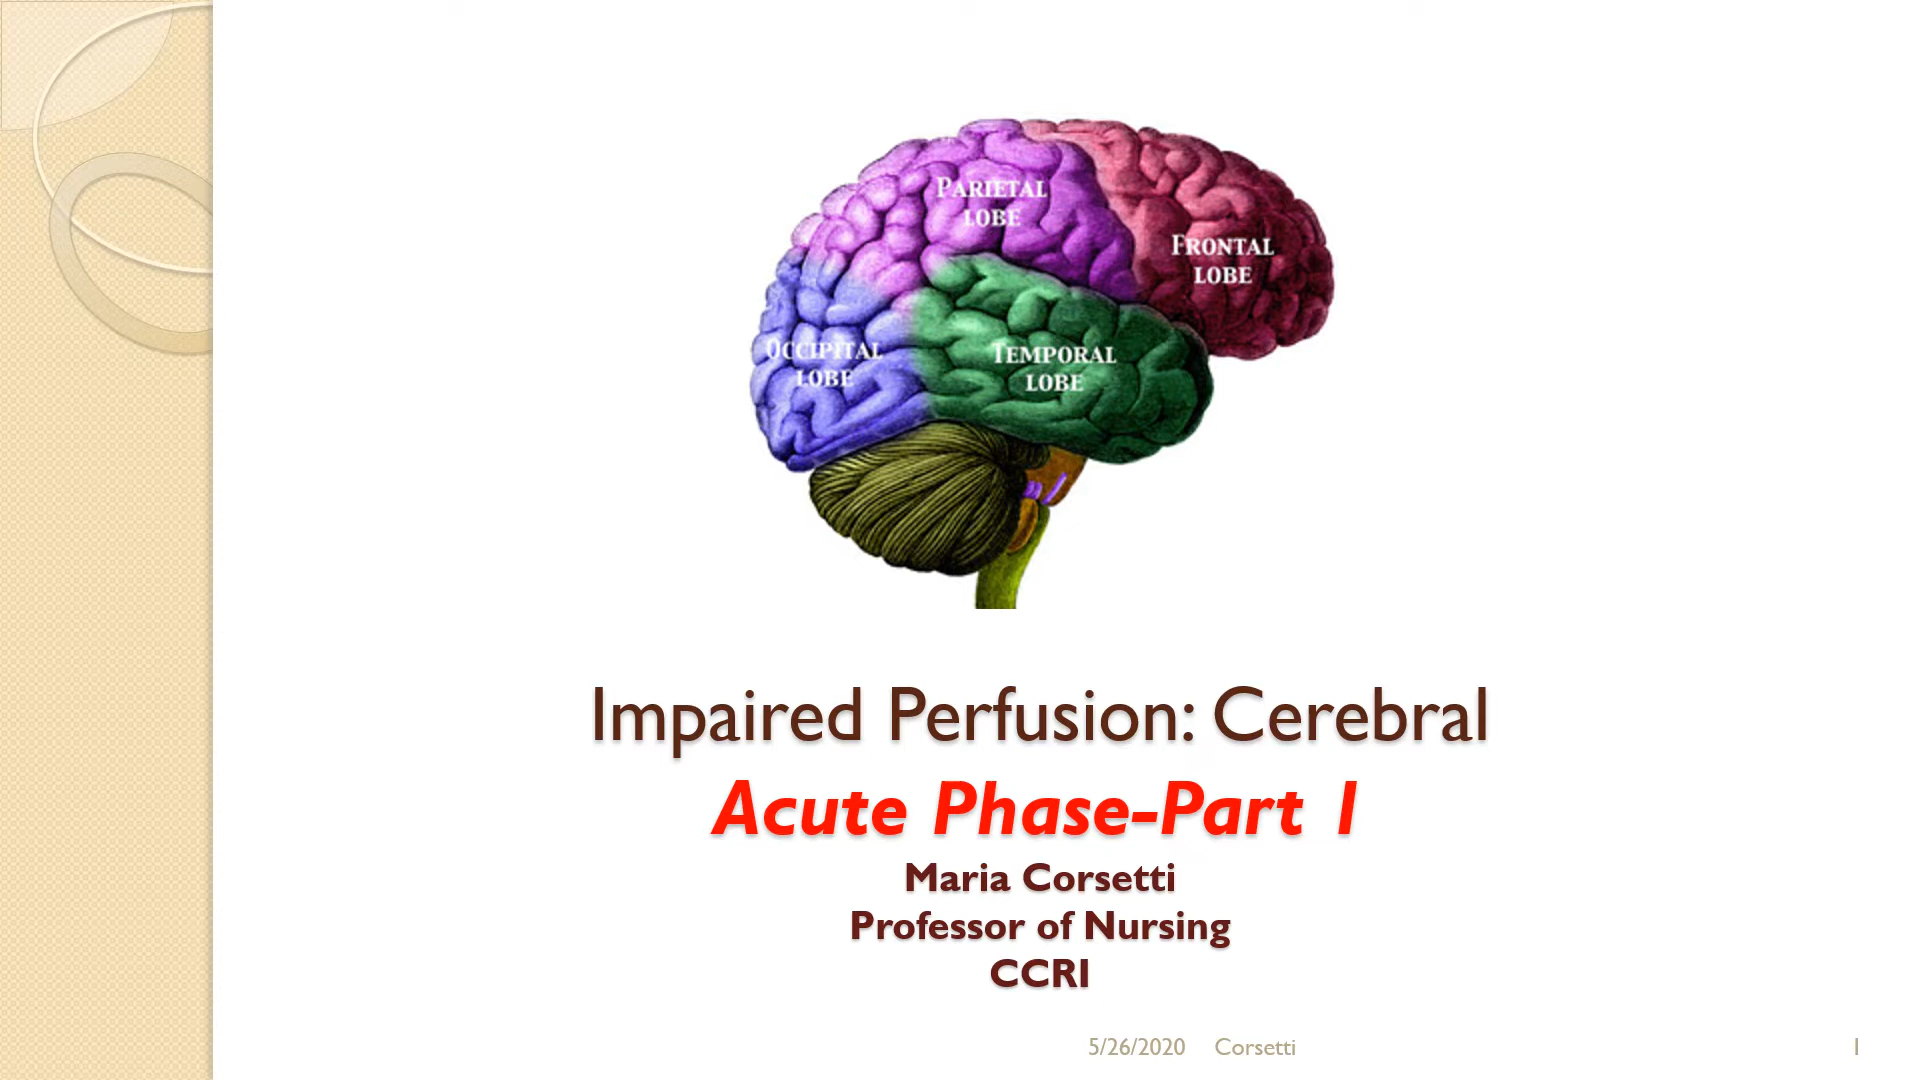 PARIETAL
LOBE
FRONTAL
LOBE
OCCIPITAL
LOBE
TEMPORAL
LOBE
Impaired Perfusion: Cerebral
Acute Phase-Part 1
Maria Corsetti
Professor of Nursing
CCRI
5/26/2020 Corsetti 1